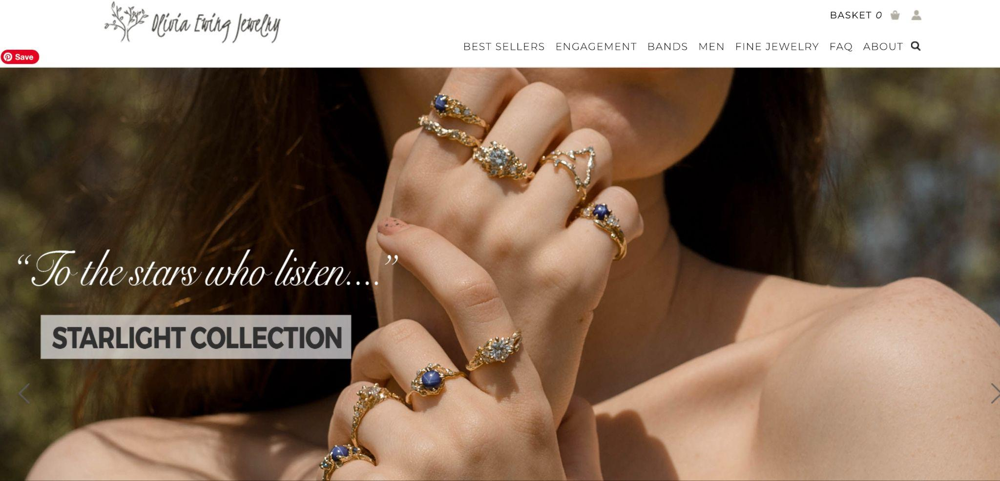 Olivia Ewing Jewelry
BASKET 0
BEST SELLERS ENGAGEMENT BANDS MEN FINE JEWELRY FAQ ABOUT
Save
“To the stars who listen....”
STARLIGHT COLLECTION